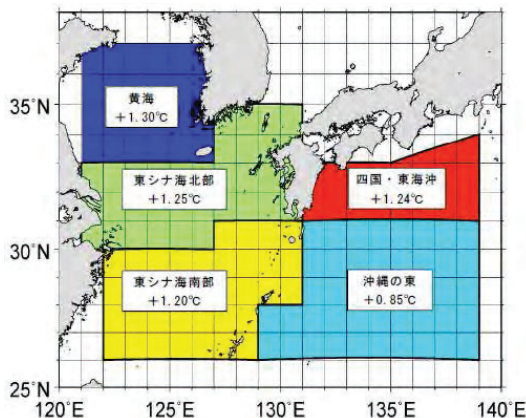 35°N
30°N
25°N
120°E
125°E
130°E
135°E
140°E
黄海
+1.30℃
東シナ海北部
+1.25℃
四国・東海沖
+1.24℃
東シナ海南部
+1.20℃
沖縄の東
+0.85℃